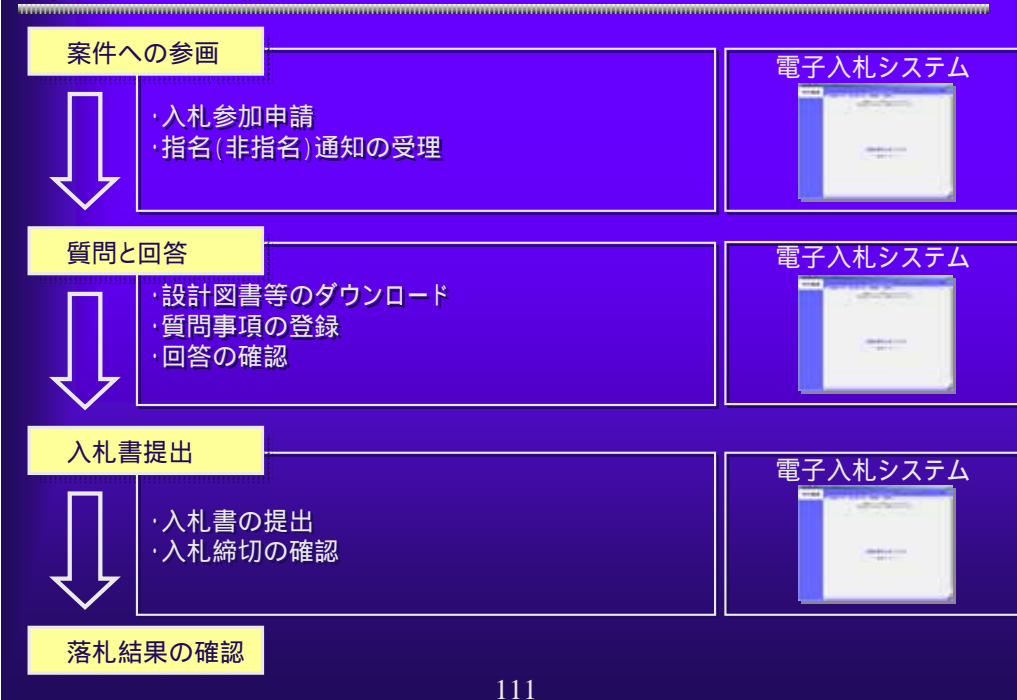 案件への参画
電子入札システム
･入札参加申請
･指名(非指名)通知の受理
質問と回答
電子入札システム
･設計図書等のダウンロード
･質問事項の登録
･回答の確認
入札書提出
電子入札システム
･入札書の提出
･入札締切の確認
落札結果の確認
111